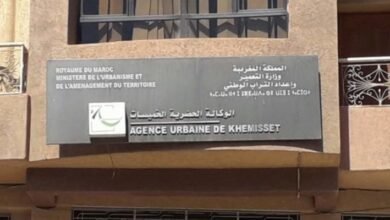 ROYAUME DU MAROC
MINISTERE DE L'URBANISME ET
DE L'AMENAGEMENT DU TERRITOIRE
المملكة المغربية
وزارة التعمير
وإعداد التراب الوطني
الوكالة الحضرية الخميسات
AGENCE URBAINE DE KHEMISSET